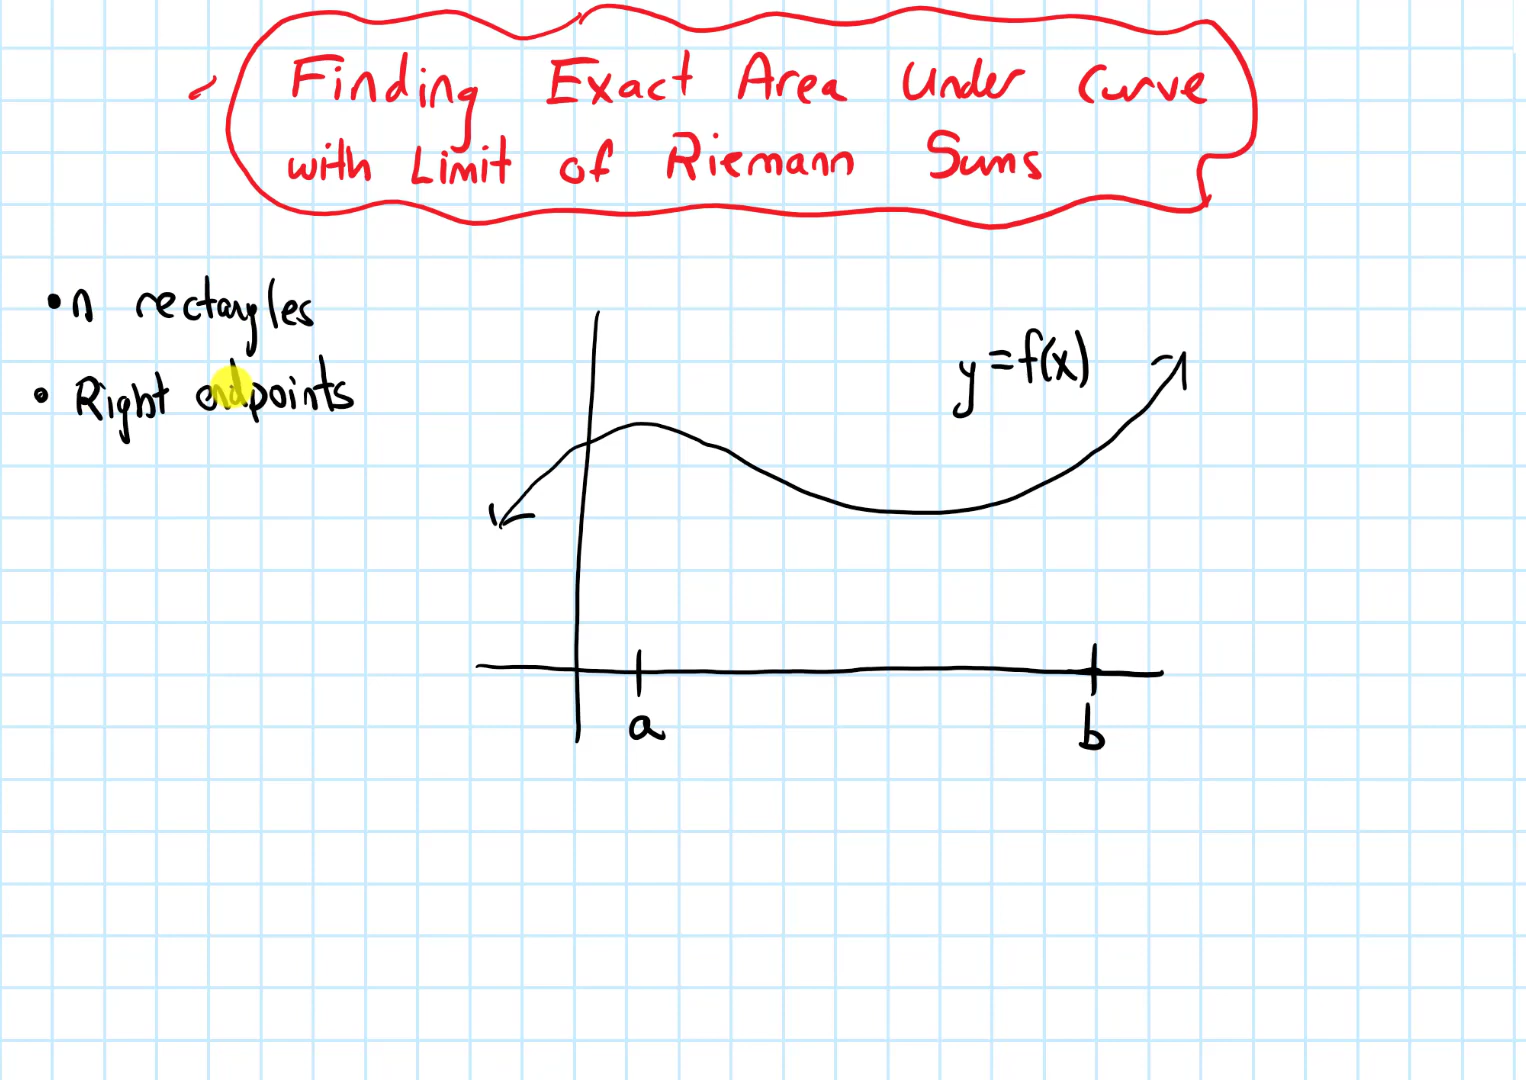 Finding Exact Area Under Curve
with Limit of Riemann Sums
• n rectangles
• Right endpoints
y = f(x)
a
b